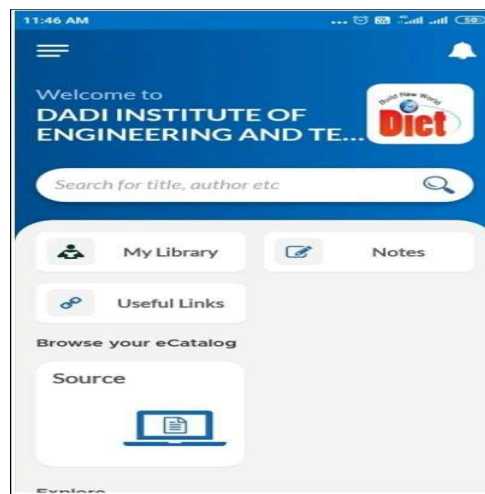 11:46 AM
50
Welcome to
DADI INSTITUTE OF
ENGINEERING AND TE...
Build New World
Diet
Search for title, author etc
My Library
Notes
Useful Links
Browse your eCatalog
Source
Explore